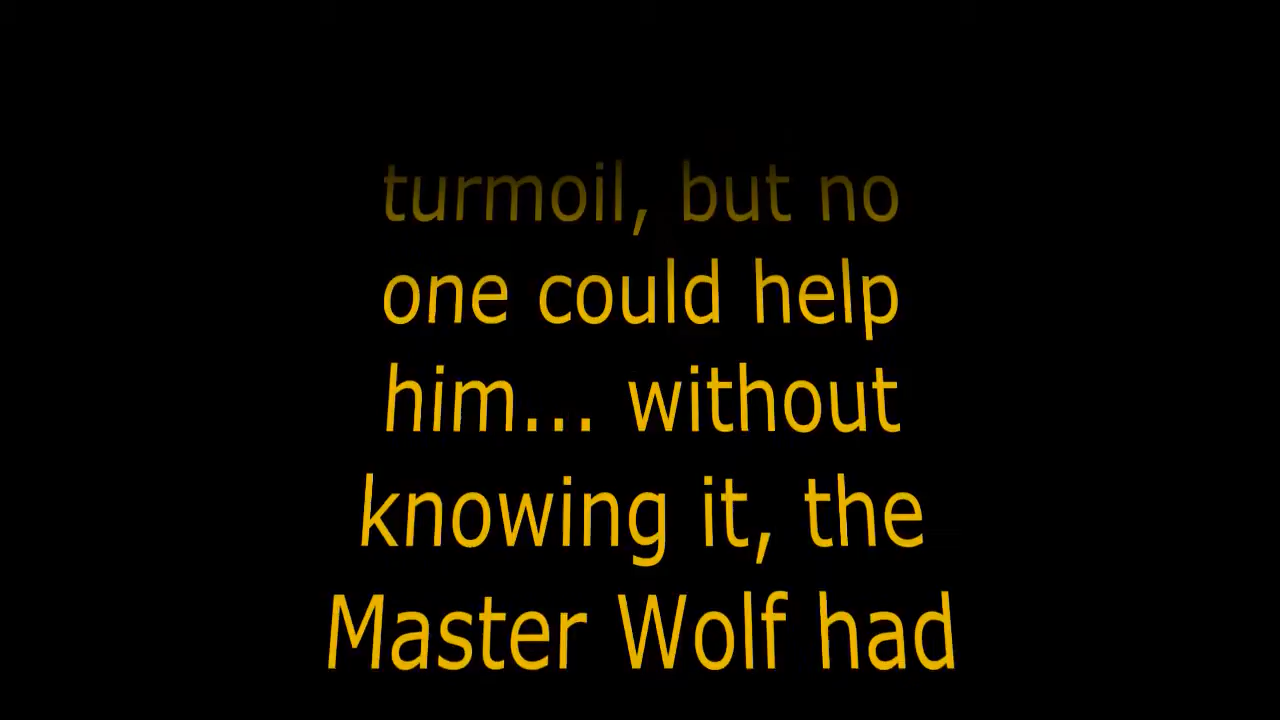 turmoil, but no
one could help
him... without
knowing it, the
Master Wolf had